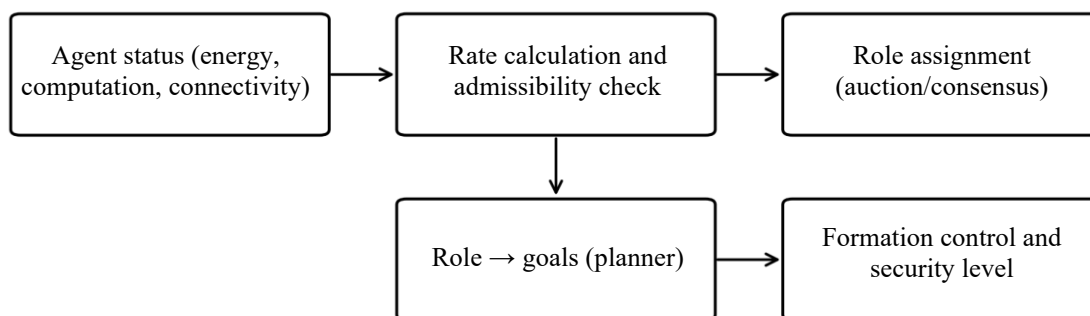 Agent status (energy,
computation, connectivity)
Rate calculation and
admissibility check
Role assignment
(auction/consensus)
Role → goals (planner)
Formation control and
security level